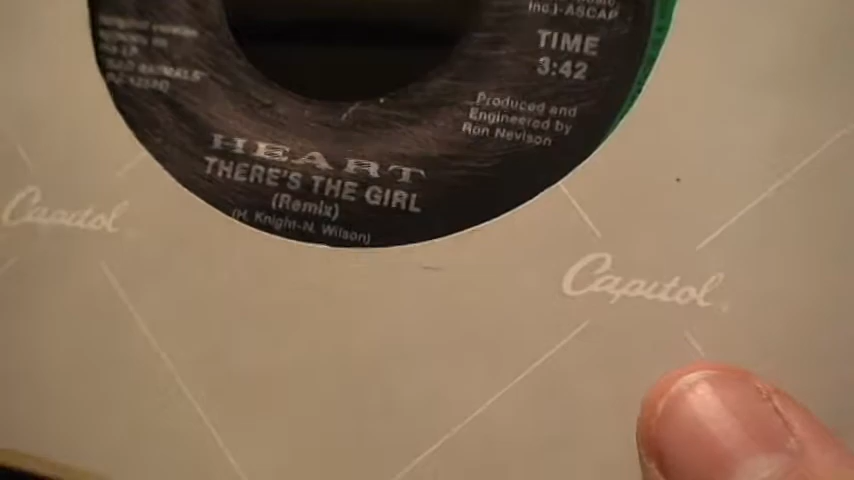 Inc.)-ASCAP
TIME
3:42
Produced and
Engineered by
Ron Nevison
HEART
THERE'S THE GIRL
(Remix)
(H. Knight-N. Wilson)
Capitol
Capitol